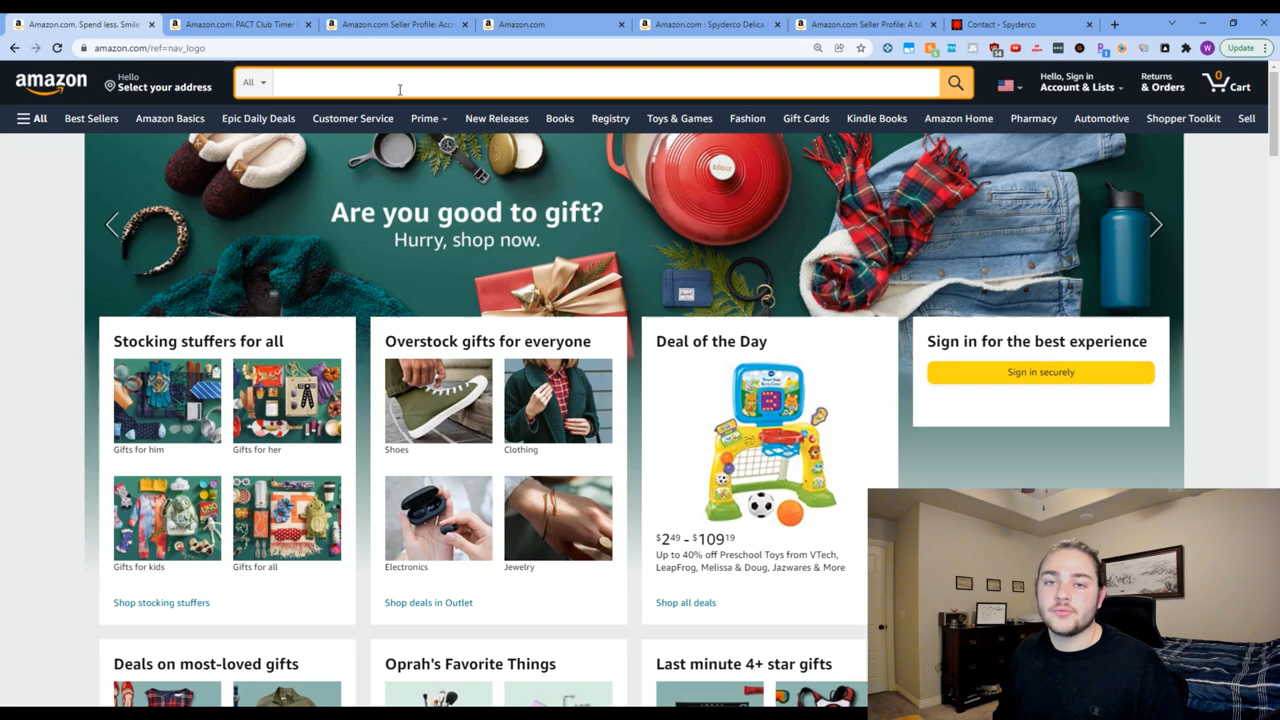 Amazon.com. Spend less. Smile
Amazon.com: PACT Club Timer
Amazon.com Seller Profile: Acc
Amazon.com
Amazon.com : Spyderco Delica
Amazon.com Seller Profile: A to
Contact - Spyderco
amazon.com/ref=nav_logo
34
W
Update
amazon
Hello
Select your address
All
Hello, Sign in
Account & Lists
Returns
& Orders
0
Cart
All
Best Sellers
Amazon Basics
Epic Daily Deals
Customer Service
Prime
New Releases
Books
Registry
Toys & Games
Fashion
Gift Cards
Kindle Books
Amazon Home
Pharmacy
Automotive
Shopper Toolkit
Sell
Are you good to gift?
Hurry, shop now.
Stocking stuffers for all
Gifts for him
Gifts for her
Gifts for kids
Gifts for all
Shop stocking stuffers
Overstock gifts for everyone
Shoes
Clothing
Electronics
Jewelry
Shop deals in Outlet
Deal of the Day
$2.49 - $109.19
Up to 40% off Preschool Toys from VTech,
LeapFrog, Melissa & Doug, Jazwares & More
Shop all deals
Sign in for the best experience
Sign in securely
Deals on most-loved gifts
Oprah's Favorite Things
Last minute 4+ star gifts